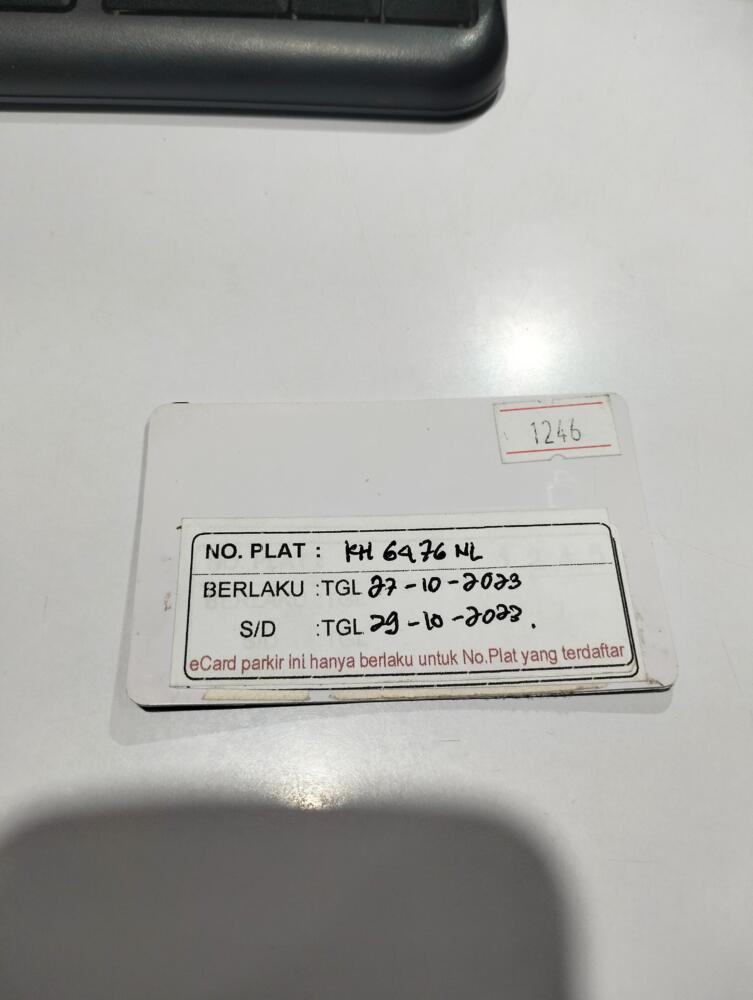 1246
NO. PLAT : KH 6476 NL
BERLAKU :TGL 27-10-2023
S/D :TGL 29-10-2023.
eCard parkir ini hanya berlaku untuk No.Plat yang terdaftar